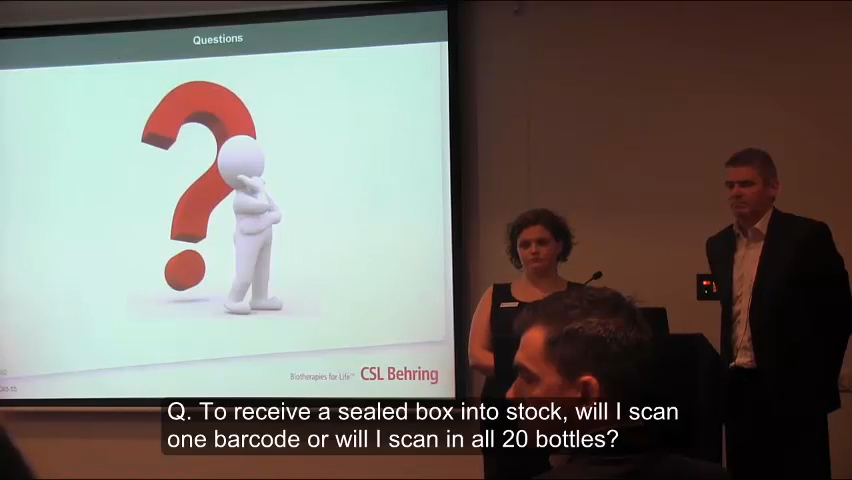 Questions
Biotherapies for Life™ CSL Behring
Q. To receive a sealed box into stock, will I scan
one barcode or will I scan in all 20 bottles?